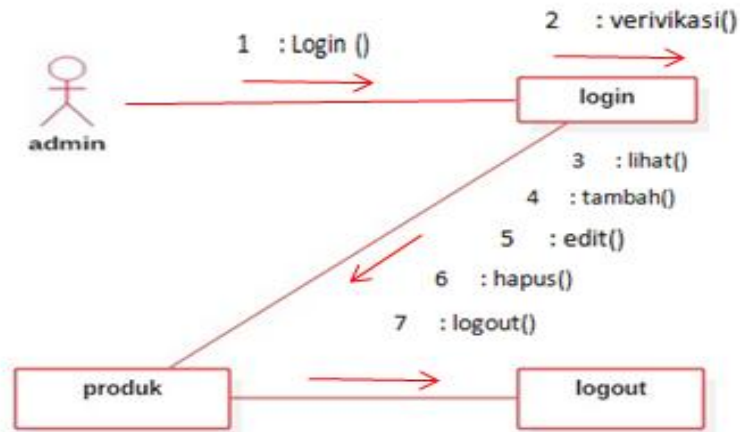 2 : verivikasi()
1 : Login ()
login
admin
3 : lihat()
4 : tambah()
5 : edit()
6 : hapus()
7 : logout()
produk
logout